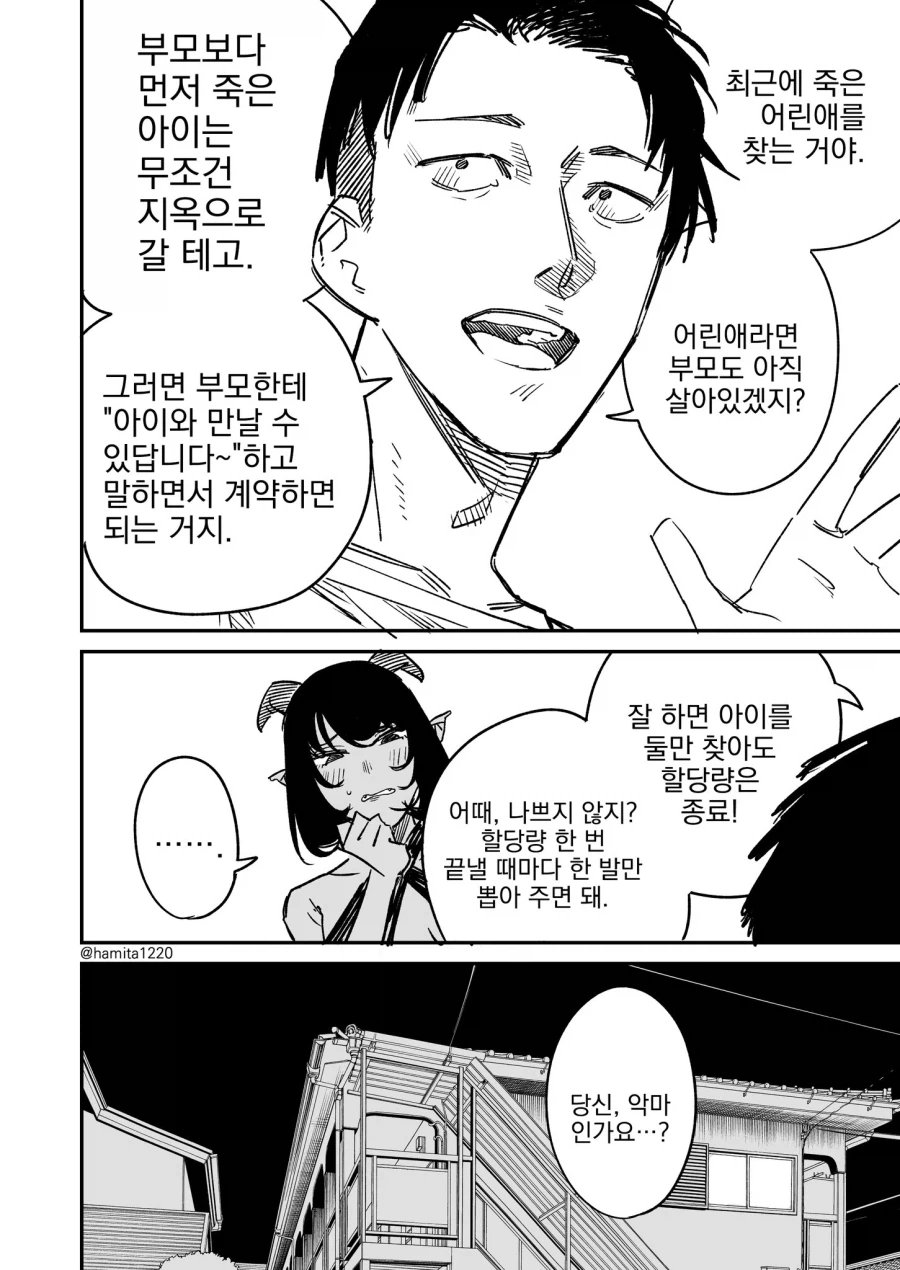 최근에 죽은
어린애를
찾는 거야.
어린애라면
부모도 아직
살아있겠지?
부모보다
먼저 죽은
아이는
무조건
지옥으로
갈 테고.
그러면 부모한테
"아이와 만날 수
있답니다~"하고
말하면서 계약하면
되는 거지.
잘 하면 아이를
둘만 찾아도
할당량은
종료!
어때, 나쁘지 않지?
할당량 한 번
끝낼 때마다 한 발만
뽑아 주면 돼.
…….
@hamita1220
당신, 악마
인가요…?